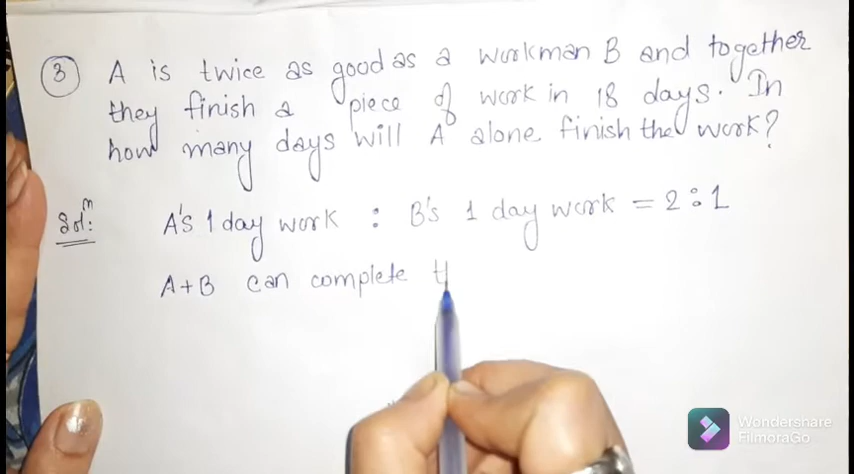 3 A is twice as good as a workman B and together
they finish a piece of work in 18 days. In
how many days will A alone finish the work?
Solⁿ: A's 1 day work : B's 1 day work = 2:1
A+B can complete t
Wondershare
FilmoraGo